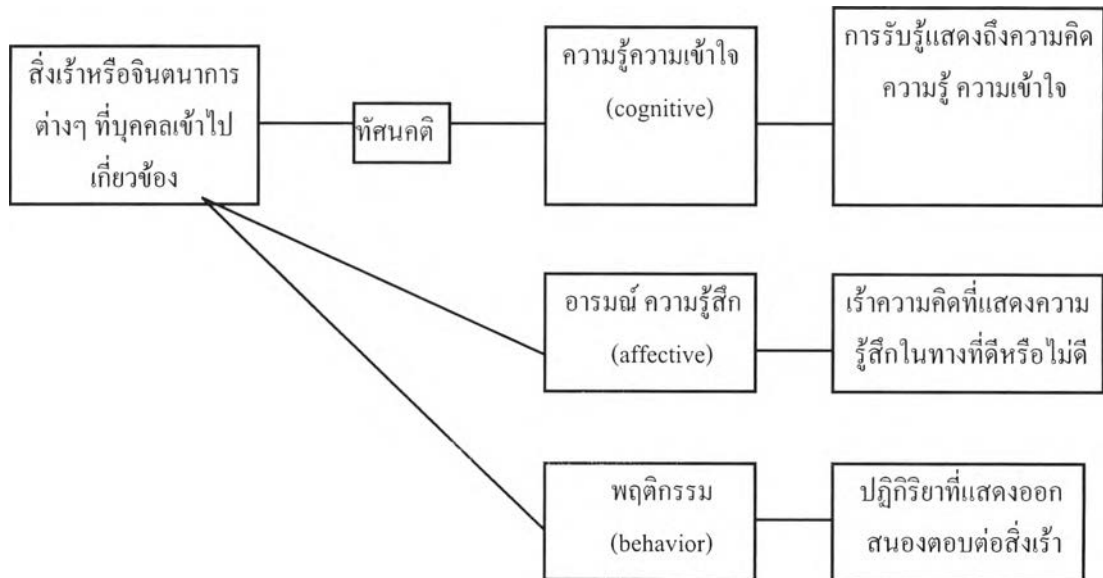 สิ่งเร้าหรือจินตนาการ
ต่างๆ ที่บุคคลเข้าไป
เกี่ยวข้อง
ทัศนคติ
ความรู้ความเข้าใจ
(cognitive)
การรับรู้แสดงถึงความคิด
ความรู้ ความเข้าใจ
อารมณ์ ความรู้สึก
(affective)
เร้าความคิดที่แสดงความ
รู้สึกในทางที่ดีหรือไม่ดี
พฤติกรรม
(behavior)
ปฏิกิริยาที่แสดงออก
สนองตอบต่อสิ่งเร้า